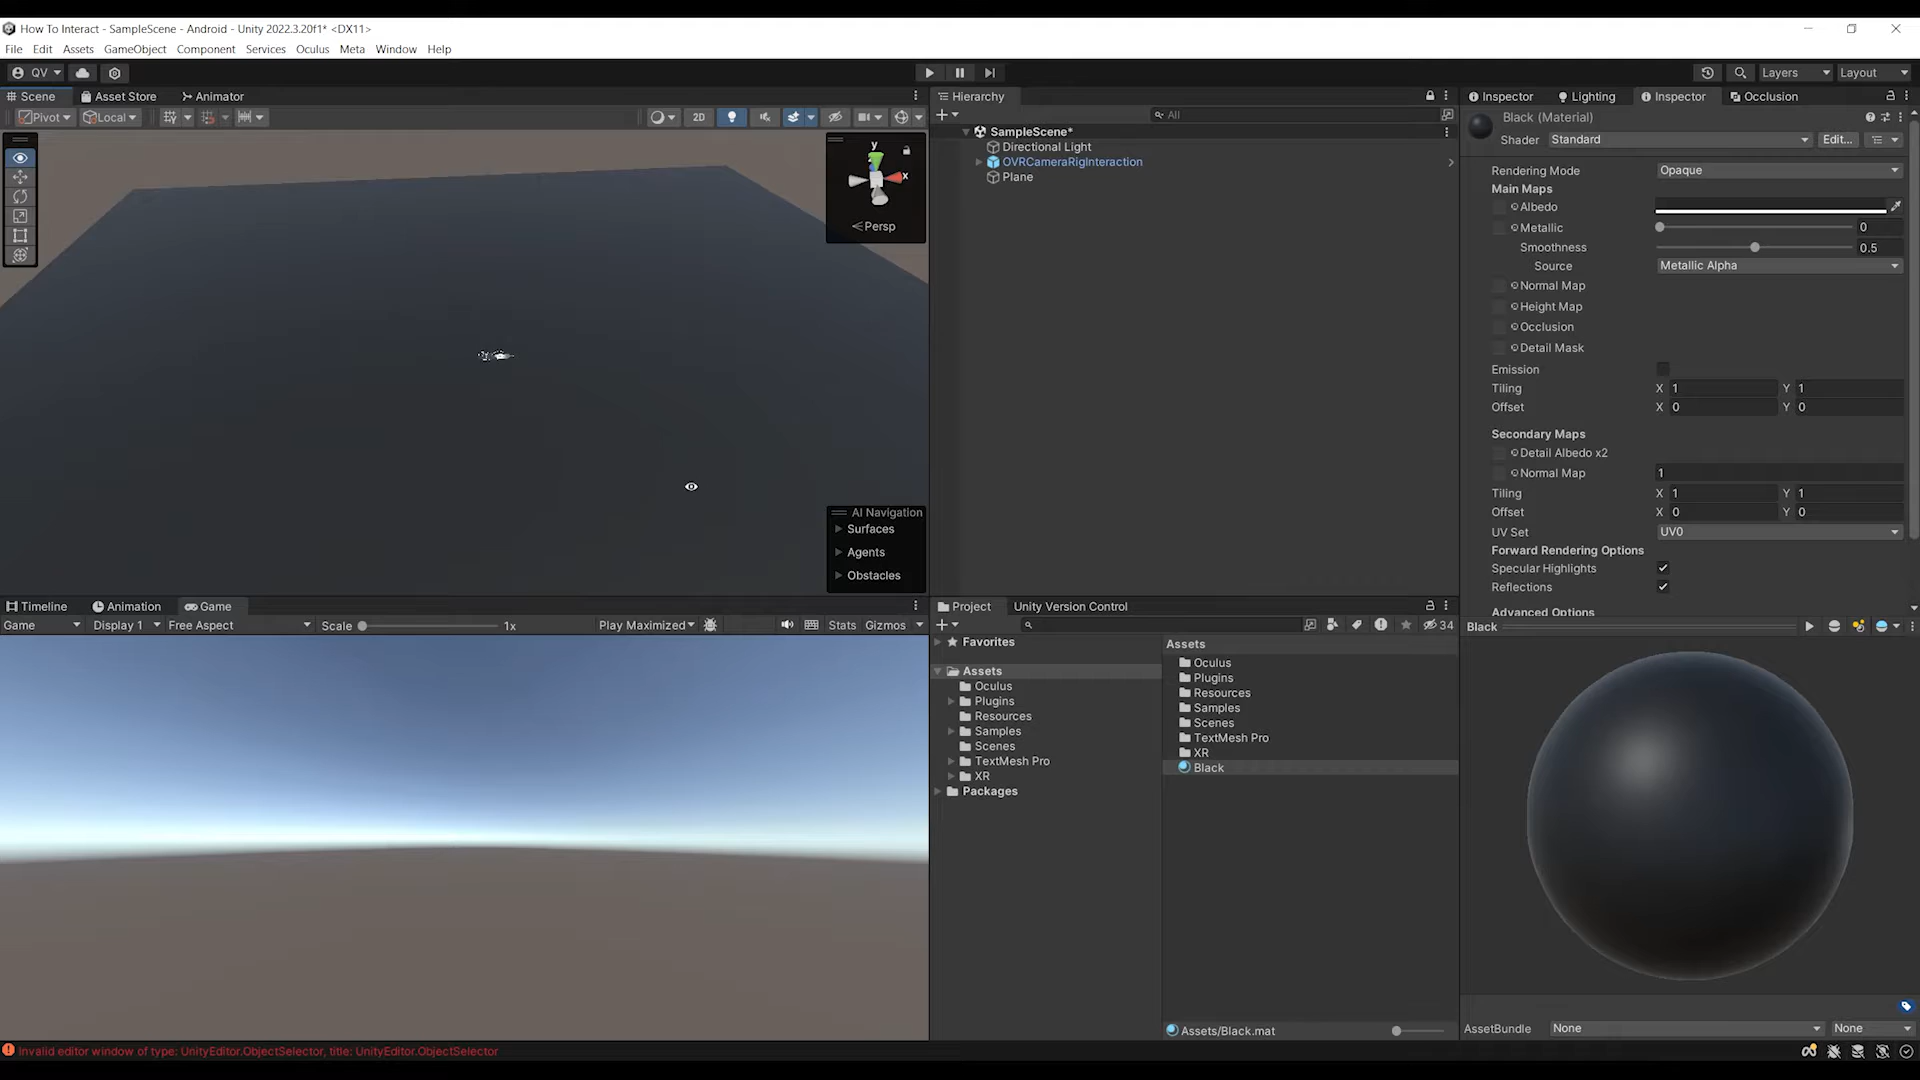 How To Interact - SampleScene - Android - Unity 2022.3.20f1* <DX11>
File Edit Assets GameObject Component Services Oculus Meta Window Help
QV Layers Layout
Scene Asset Store Animator
Pivot Local 2D
y
x
Persp
AI Navigation
Surfaces
Agents
Obstacles
Hierarchy
All
SampleScene*
Directional Light
OVRCameraRigInteraction
Plane
Inspector Lighting Inspector Occlusion
Black (Material)
Shader Standard Edit...
Rendering Mode Opaque
Main Maps
Albedo
Metallic 0
Smoothness 0.5
Source Metallic Alpha
Normal Map
Height Map
Occlusion
Detail Mask
Emission
Tiling X 1 Y 1
Offset X 0 Y 0
Secondary Maps
Detail Albedo x2
Normal Map 1
Tiling X 1 Y 1
Offset X 0 Y 0
UV Set UV0
Forward Rendering Options
Specular Highlights
Reflections
Advanced Options
Timeline Animation Game
Game Display 1 Free Aspect Scale 1x Play Maximized Stats Gizmos
Project Unity Version Control
34
Favorites
Assets
Oculus
Plugins
Resources
Samples
Scenes
TextMesh Pro
XR
Packages
Assets
Oculus
Plugins
Resources
Samples
Scenes
TextMesh Pro
XR
Black
Assets/Black.mat
Black
AssetBundle None None
Invalid editor window of type: UnityEditor.ObjectSelector, title: UnityEditor.ObjectSelector